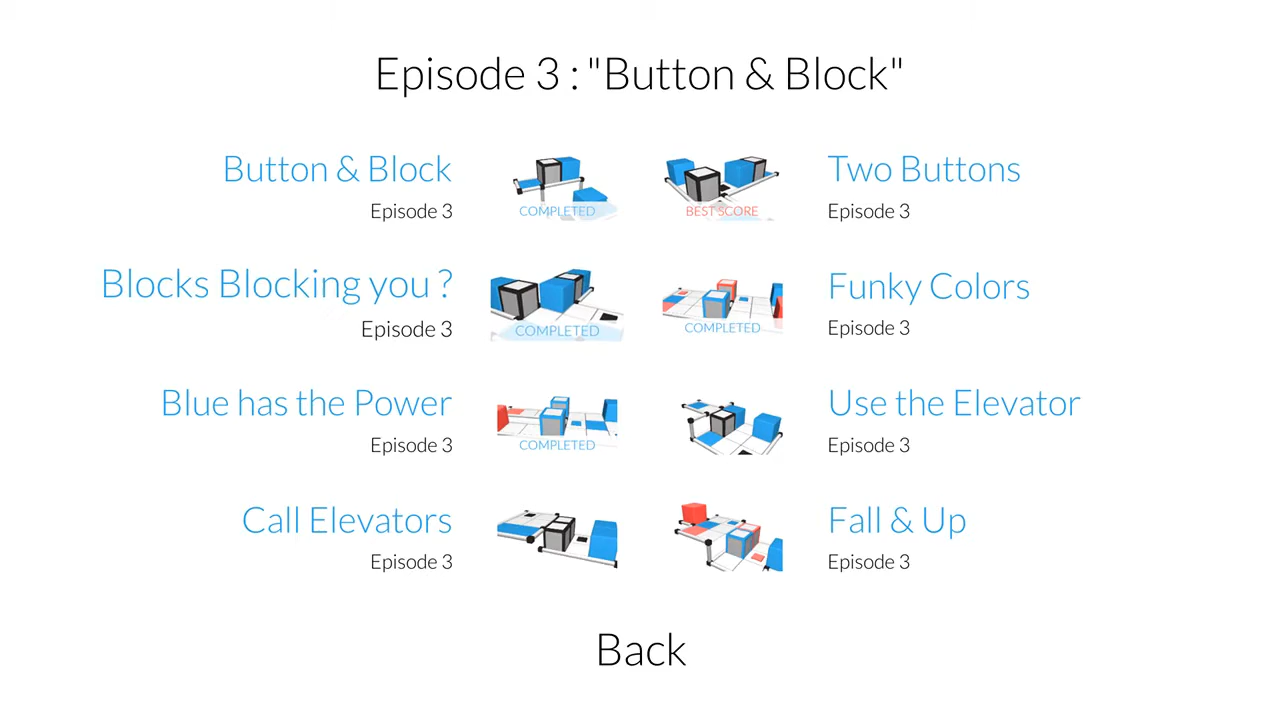 Episode 3 : "Button & Block"
Button & Block
Episode 3
COMPLETED
BEST SCORE
Two Buttons
Episode 3
Blocks Blocking you ?
Episode 3
COMPLETED
COMPLETED
Funky Colors
Episode 3
Blue has the Power
Episode 3
COMPLETED
Use the Elevator
Episode 3
Call Elevators
Episode 3
Fall & Up
Episode 3
Back